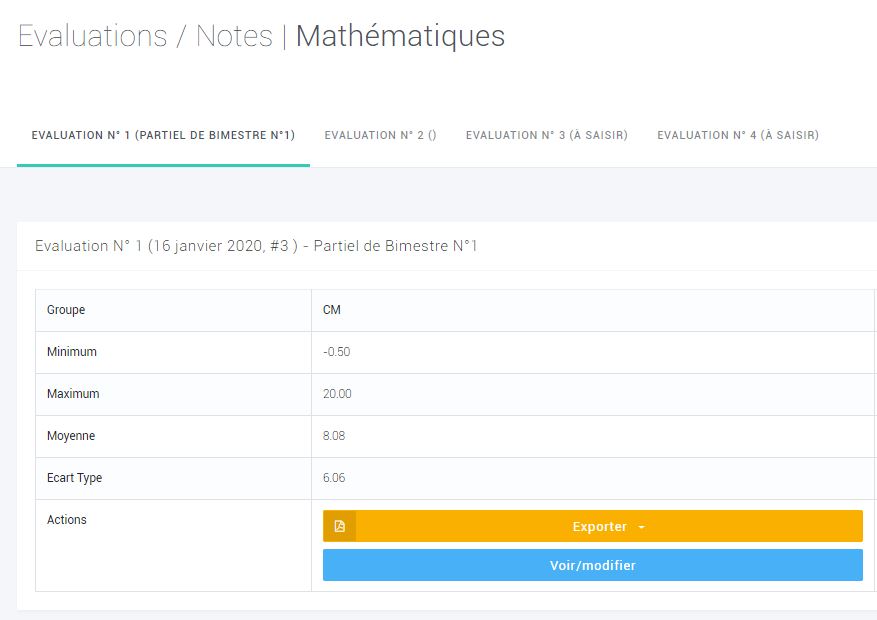 Evaluations / Notes | Mathématiques
EVALUATION N° 1 (PARTIEL DE BIMESTRE N°1) EVALUATION N° 2 () EVALUATION N° 3 (À SAISIR) EVALUATION N° 4 (À SAISIR)
Evaluation N° 1 (16 janvier 2020, #3 ) - Partiel de Bimestre N°1
Groupe CM
Minimum -0.50
Maximum 20.00
Moyenne 8.08
Ecart Type 6.06
Actions Exporter
Voir/modifier